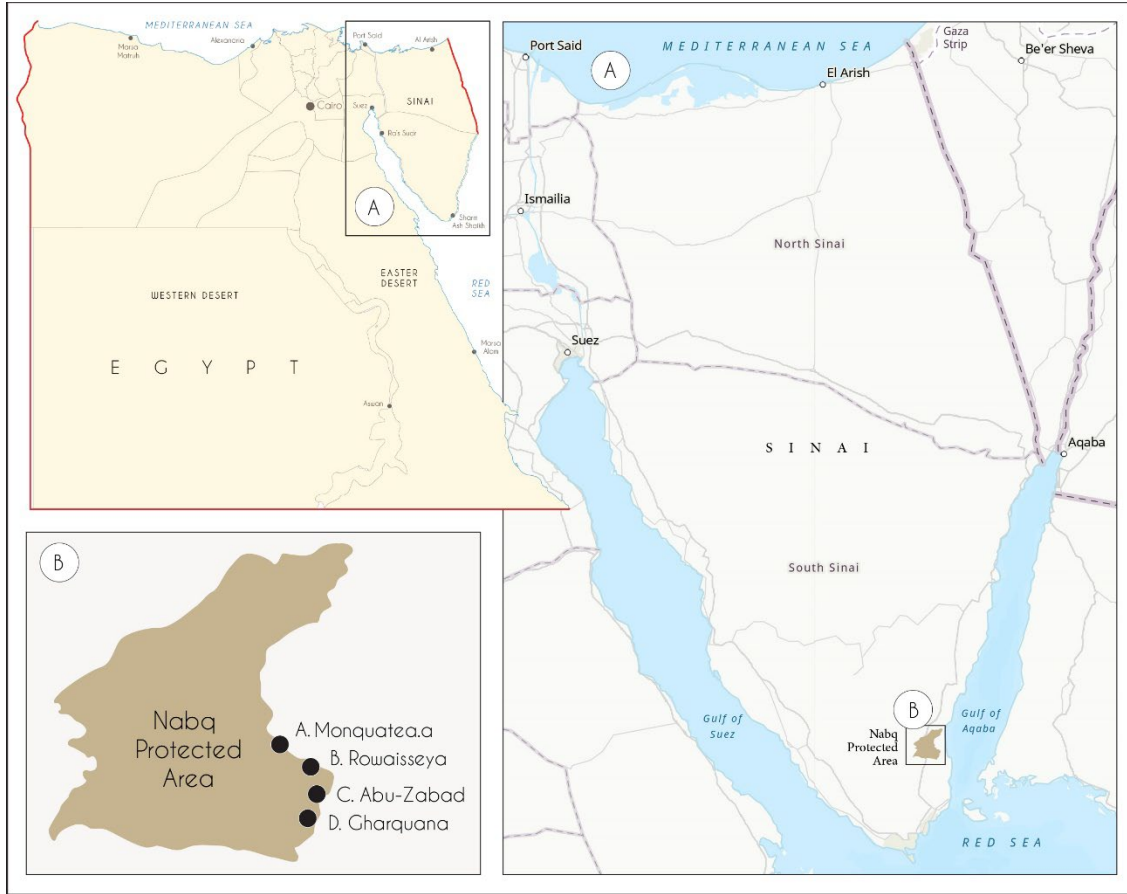 MEDITERRANEAN SEA
Marsa
Matruh
Alexandria
Port Said
Al Arish
Cairo
Suez
SINAI
Ra's Sudr
A
Sharm
Ash Shaikh
EASTER
DESERT
RED
SEA
WESTERN DESERT
Marsa
Alam
E G Y P T
Aswan
B
Nabq
Protected
Area
A. Monquatea.a
B. Rowaisseya
C. Abu-Zabad
D. Gharquana
Port Said
A
MEDITERRANEAN SEA
Gaza
Strip
Be'er Sheva
El Arish
Ismailia
North Sinai
Suez
S I N A I
Aqaba
South Sinai
B
Gulf of
Suez
Nabq
Protected
Area
Gulf of
Aqaba
RED SEA